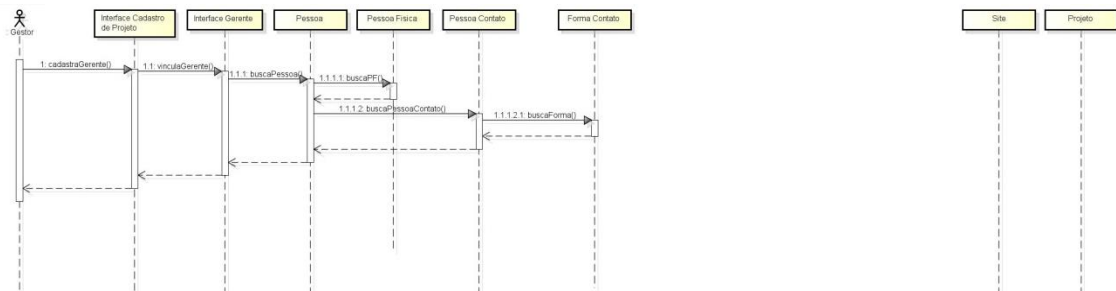 Interface Cadastro
de Projeto
Interface Gerente
Pessoa
Pessoa Fisica
Pessoa Contato
Forma Contato
Site
Projeto
: Gestor
1: cadastraGerente()
1.1: vinculaGerente()
1.1.1: buscaPessoa()
1.1.1.1: buscaPF()
1.1.1.2: buscaPessoaContato()
1.1.1.2.1: buscaForma()